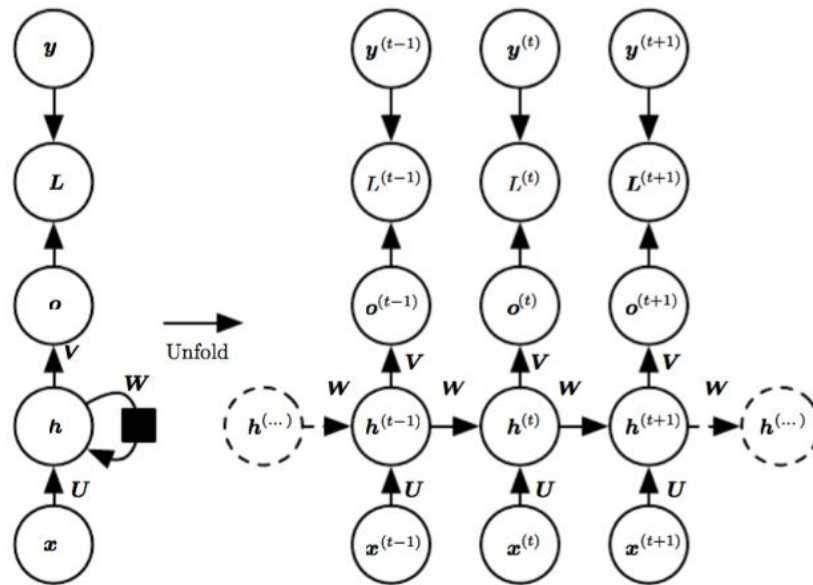 y y^{(t−1)} y^{(t)} y^{(t+1)}
L L^{(t−1)} L^{(t)} L^{(t+1)}
o o^{(t−1)} o^{(t)} o^{(t+1)}
Unfold
V V V V
W W W W W
h h^{(...)} h^{(t−1)} h^{(t)} h^{(t+1)} h^{(...)}
U U U U
x x^{(t−1)} x^{(t)} x^{(t+1)}